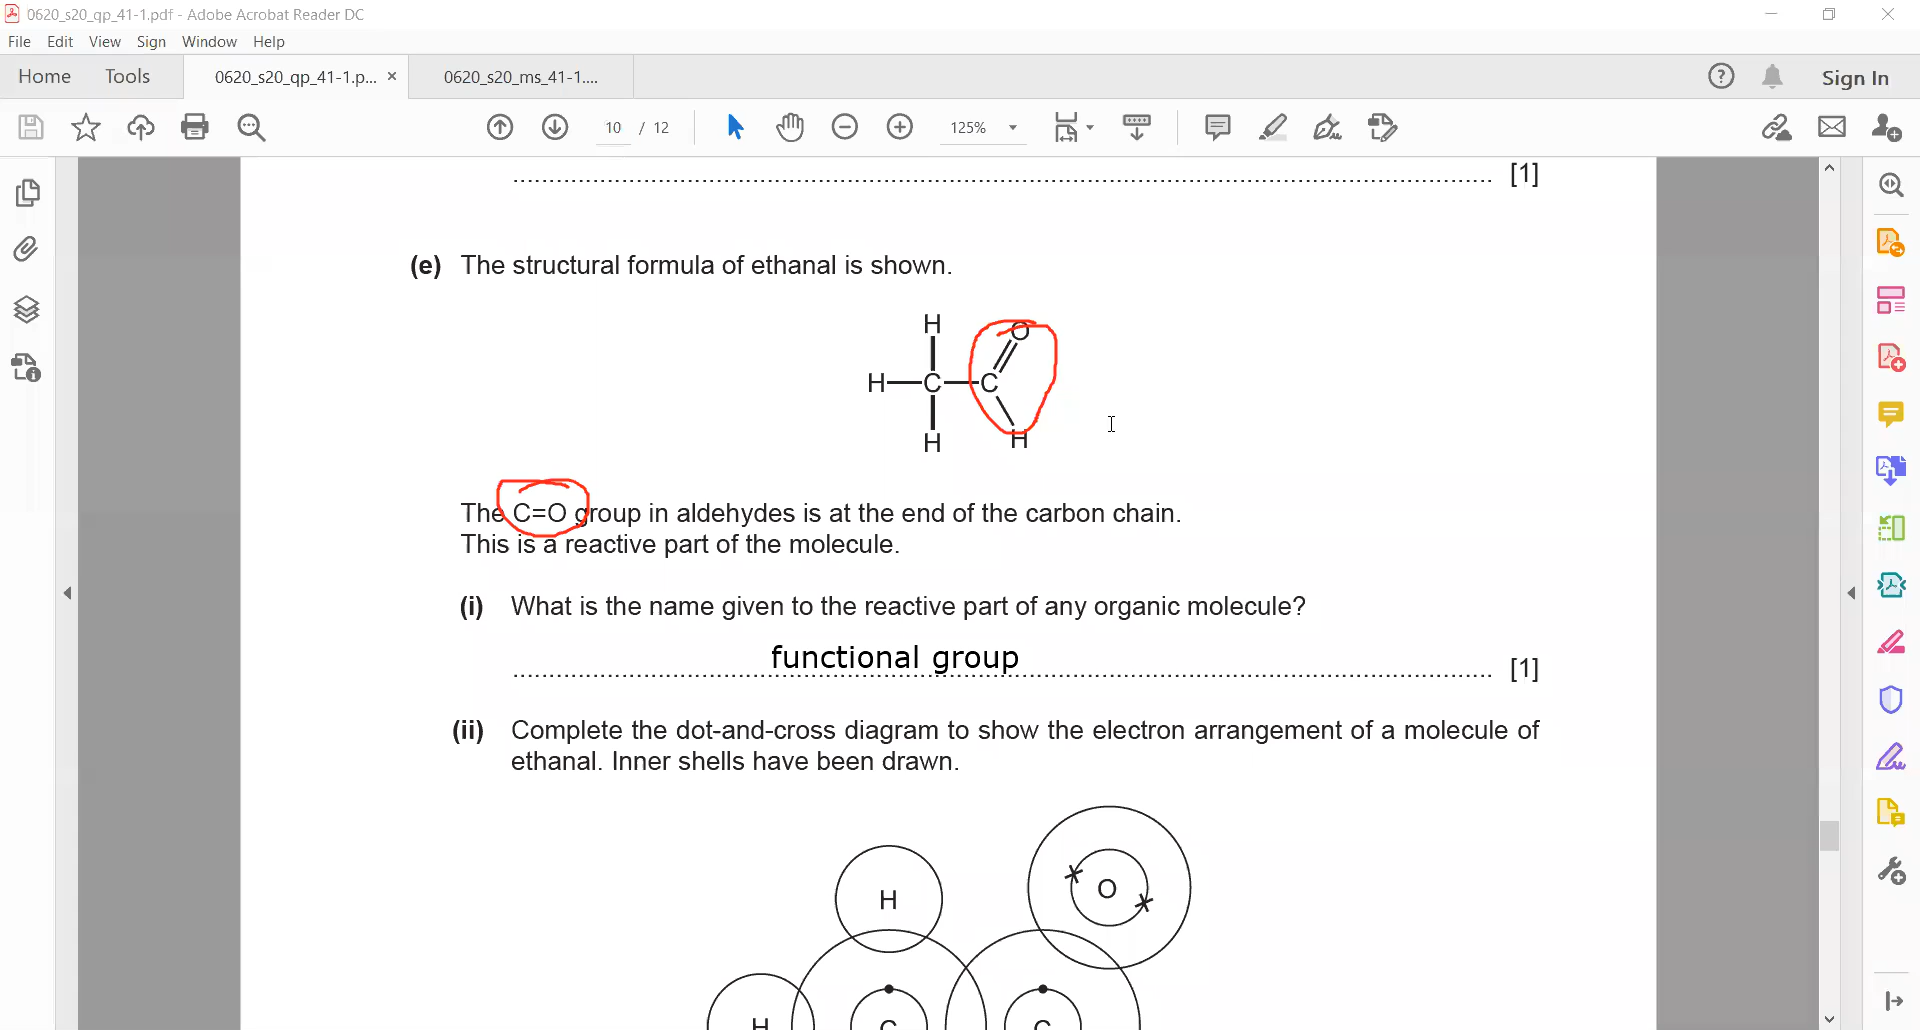 0620_s20_qp_41-1.pdf - Adobe Acrobat Reader DC
File Edit View Sign Window Help
Home Tools 0620_s20_qp_41-1.p... × 0620_s20_ms_41-1.... Sign In
10 / 12 125%
[1]
(e) The structural formula of ethanal is shown.
H O
H C C
H H
The C=O group in aldehydes is at the end of the carbon chain.
This is a reactive part of the molecule.
(i) What is the name given to the reactive part of any organic molecule?
functional group [1]
(ii) Complete the dot-and-cross diagram to show the electron arrangement of a molecule of
ethanal. Inner shells have been drawn.
H O
H C C